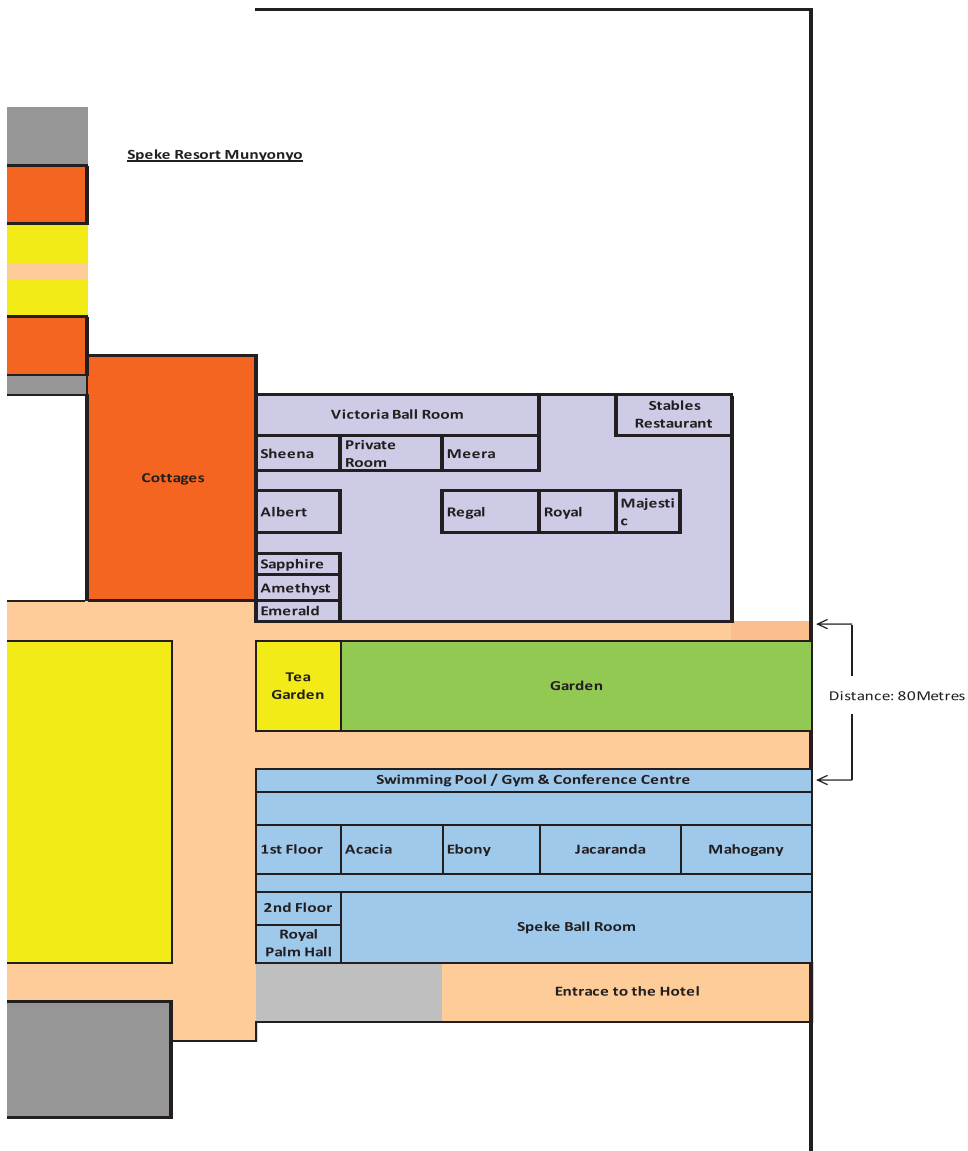 Speke Resort Munyonyo
Victoria Ball Room
Stables
Restaurant
Sheena
Private
Room
Meera
Cottages
Albert
Regal
Royal
Majesti
c
Sapphire
Amethyst
Emerald
Tea
Garden
Garden
Distance: 80Metres
Swimming Pool / Gym & Conference Centre
1st Floor
Acacia
Ebony
Jacaranda
Mahogany
2nd Floor
Royal
Palm Hall
Speke Ball Room
Entrace to the Hotel